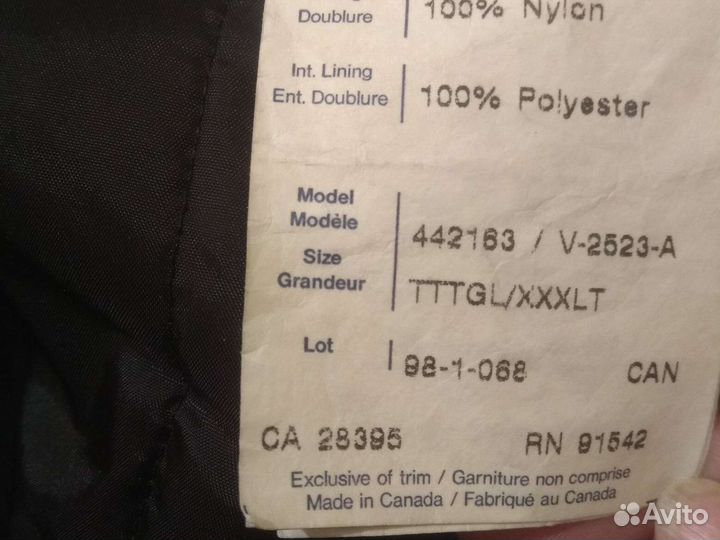 Doublure 100% Nylon
Int. Lining
Ent. Doublure 100% Polyester
Model
Modèle 442163 / V-2523-A
Size
Grandeur TTTGL/XXXLT
Lot 98-1-068 CAN
CA 28395 RN 91542
Exclusive of trim / Garniture non comprise
Made in Canada / Fabriqué au Canada
Avito